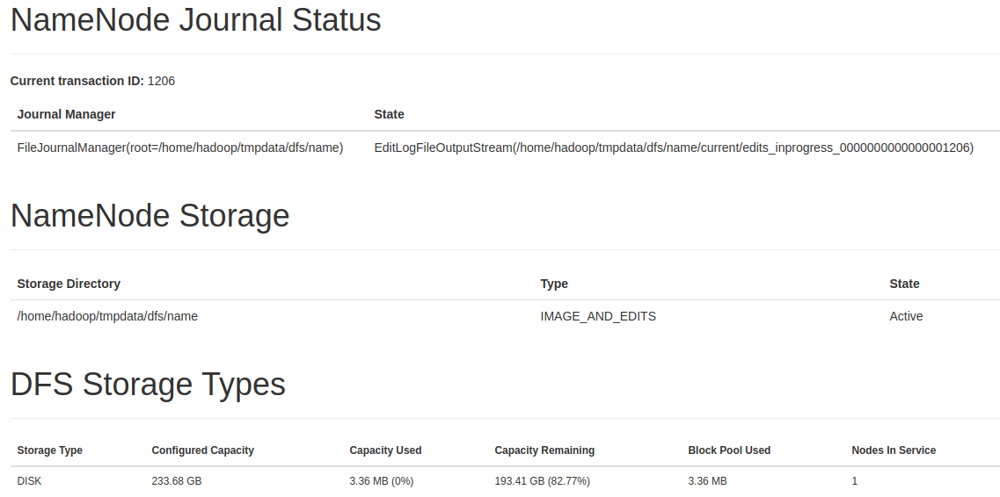 NameNode Journal Status
Current transaction ID: 1206
Journal Manager State
FileJournalManager(root=/home/hadoop/tmpdata/dfs/name) EditLogFileOutputStream(/home/hadoop/tmpdata/dfs/name/current/edits_inprogress_0000000000000001206)
NameNode Storage
Storage Directory Type State
/home/hadoop/tmpdata/dfs/name IMAGE_AND_EDITS Active
DFS Storage Types
Storage Type Configured Capacity Capacity Used Capacity Remaining Block Pool Used Nodes In Service
DISK 233.68 GB 3.36 MB (0%) 193.41 GB (82.77%) 3.36 MB 1